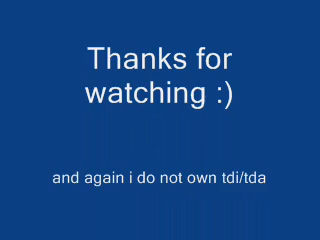 Thanks for
watching :)
and again i do not own tdi/tda